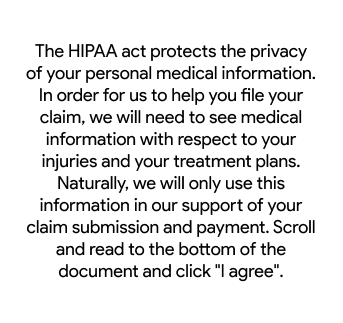 The HIPAA act protects the privacy
of your personal medical information.
In order for us to help you file your
claim, we will need to see medical
information with respect to your
injuries and your treatment plans.
Naturally, we will only use this
information in our support of your
claim submission and payment. Scroll
and read to the bottom of the
document and click "I agree".